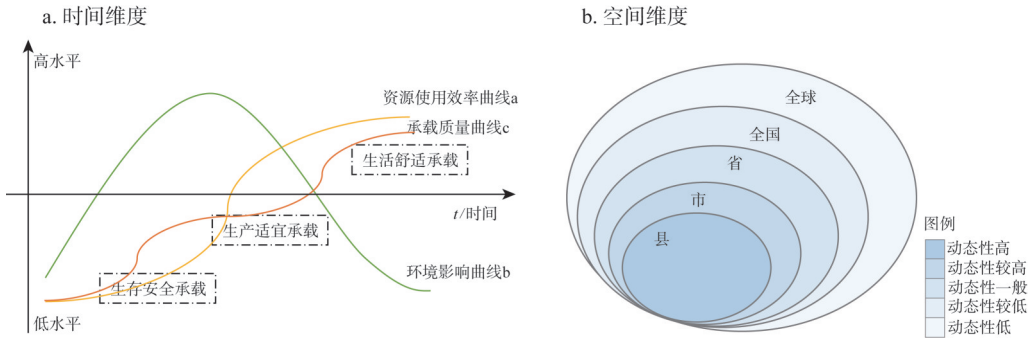 a. 时间维度
高水平
资源使用效率曲线a
承载质量曲线c
生活舒适承载
t/时间
生产适宜承载
环境影响曲线b
生存安全承载
低水平
b. 空间维度
全球
全国
省
市
县
图例
动态性高
动态性较高
动态性一般
动态性较低
动态性低